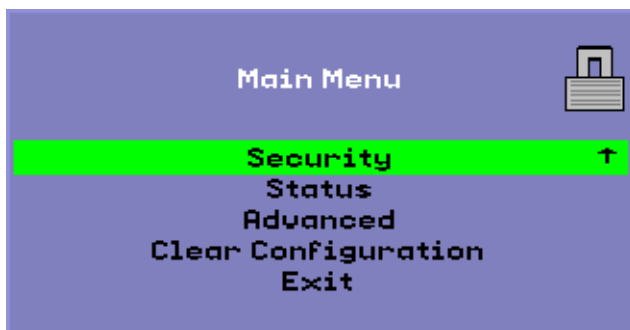 Main Menu
Security ↑
Status
Advanced
Clear Configuration
Exit